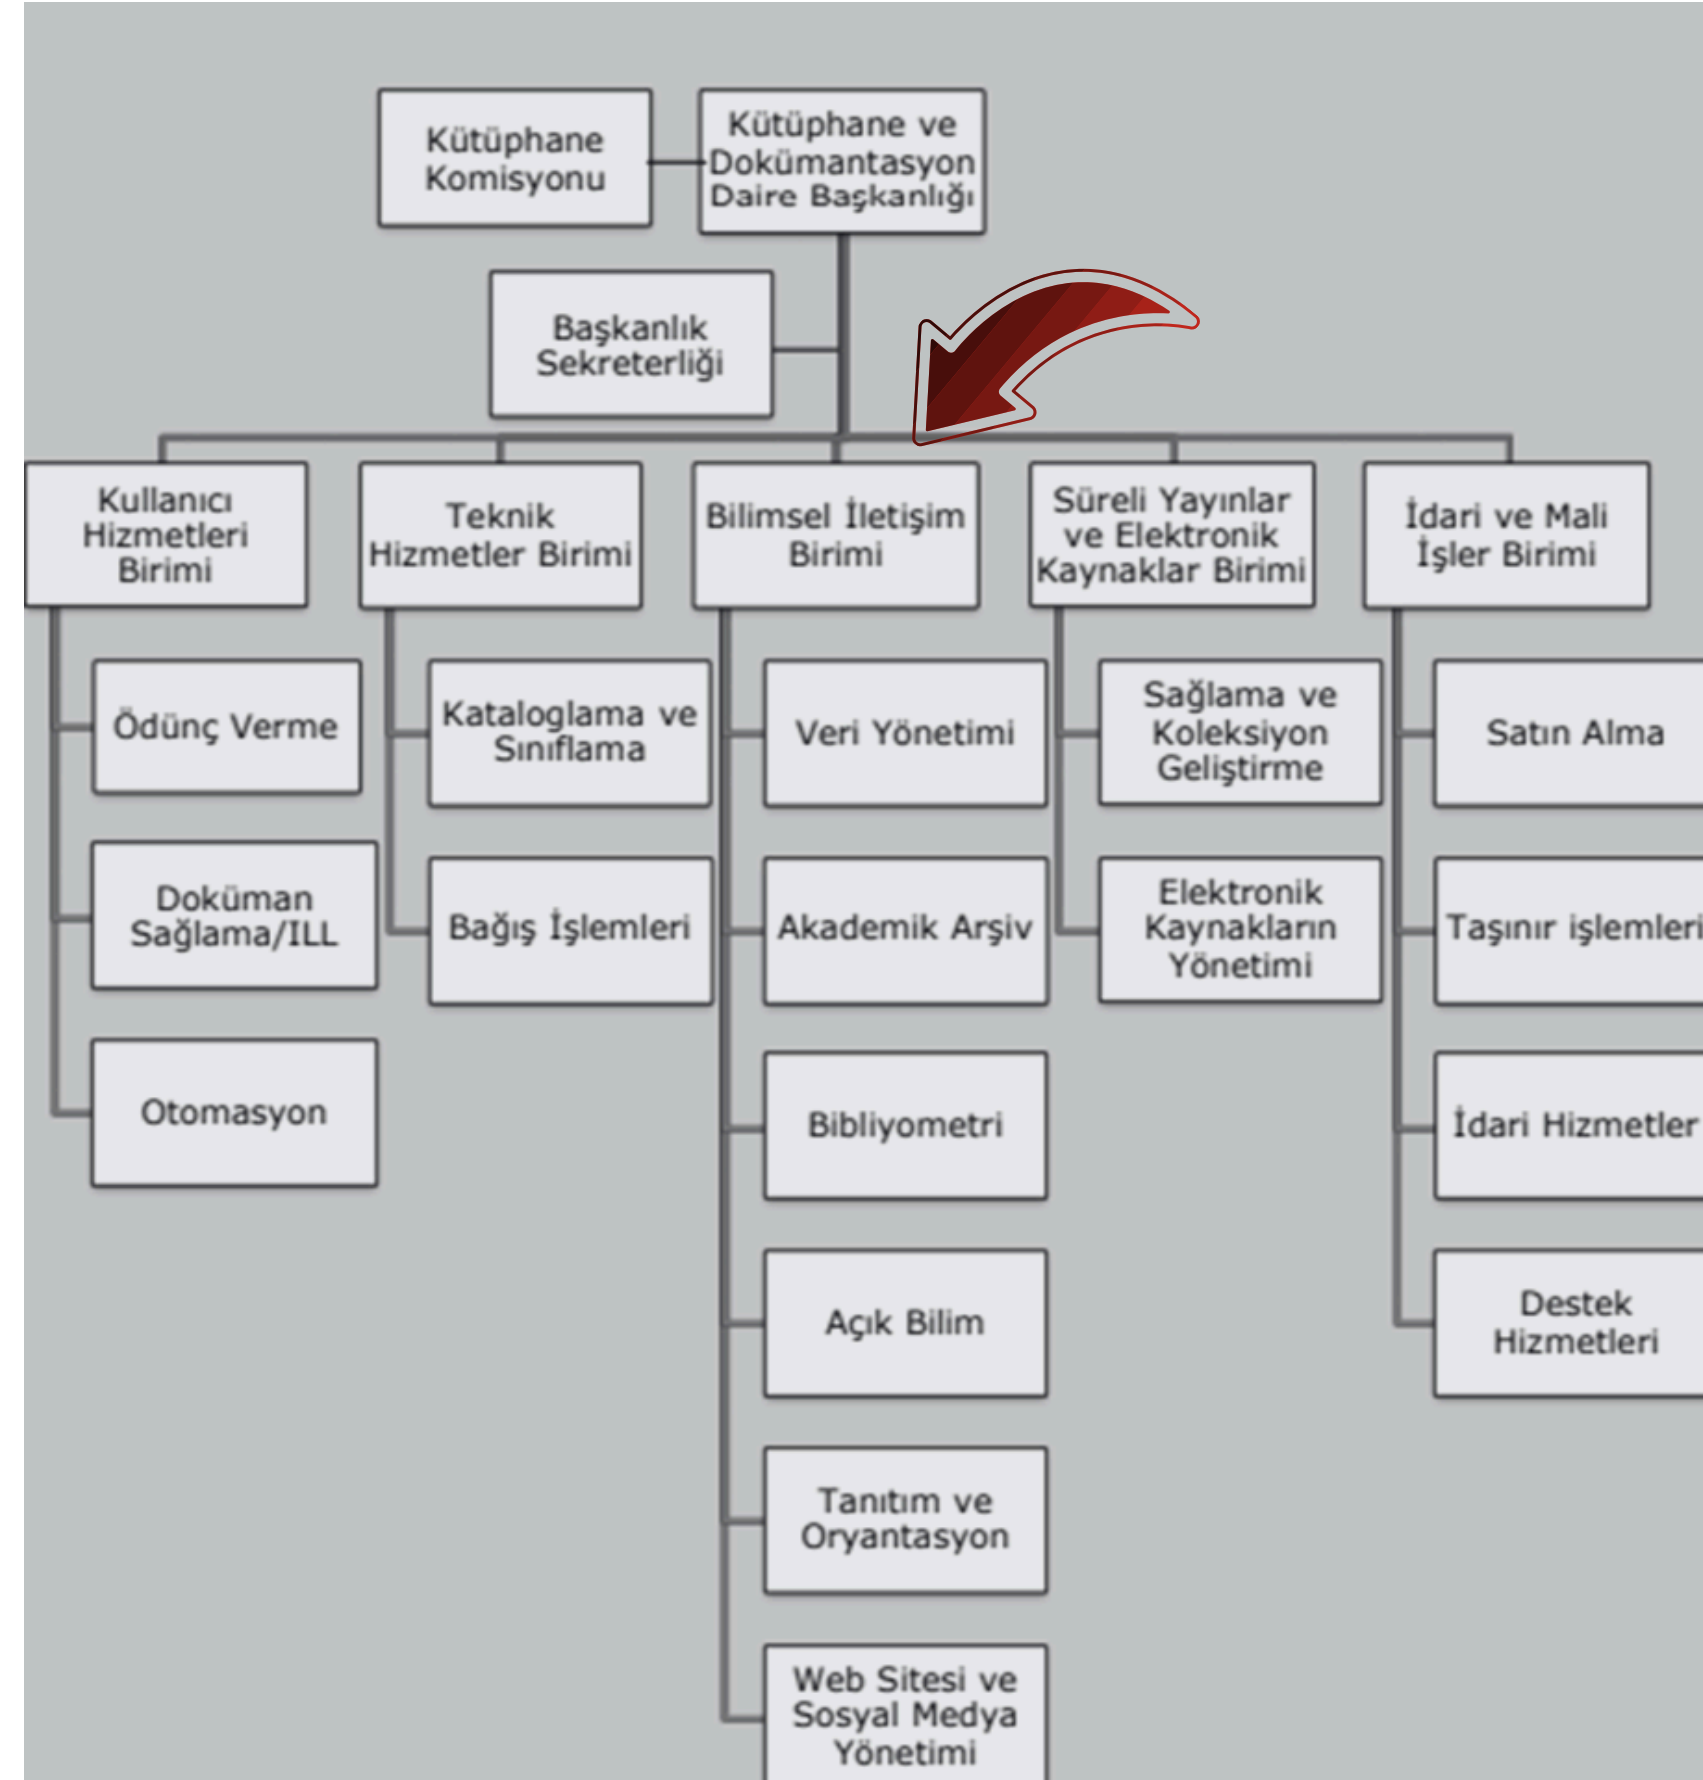 Kütüphane
Komisyonu
Kütüphane ve
Dokümantasyon
Daire Başkanlığı
Başkanlık
Sekreterliği
Kullanıcı
Hizmetleri
Birimi
Teknik
Hizmetler Birimi
Bilimsel İletişim
Birimi
Süreli Yayınlar
ve Elektronik
Kaynaklar Birimi
İdari ve Mali
İşler Birimi
Ödünç Verme
Doküman
Sağlama/ILL
Otomasyon
Kataloglama ve
Sınıflama
Bağış İşlemleri
Veri Yönetimi
Akademik Arşiv
Bibliyometri
Açık Bilim
Tanıtım ve
Oryantasyon
Web Sitesi ve
Sosyal Medya
Yönetimi
Sağlama ve
Koleksiyon
Geliştirme
Elektronik
Kaynakların
Yönetimi
Satın Alma
Taşınır işlemleri
İdari Hizmetler
Destek
Hizmetleri